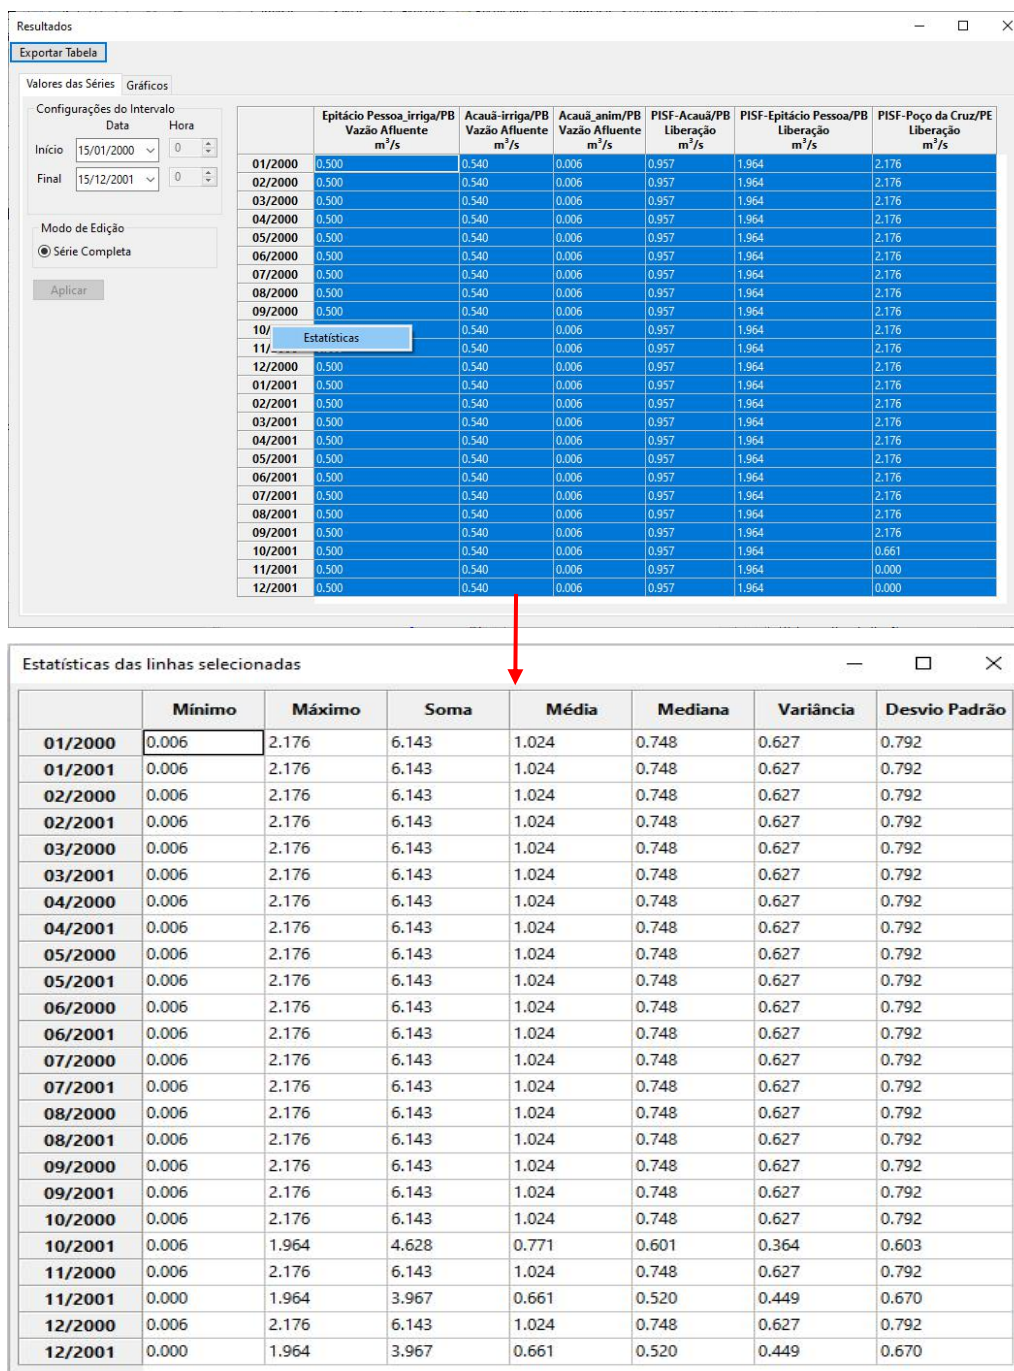 Resultados
Exportar Tabela
Valores das Séries Gráficos
Configurações do Intervalo
Data Hora
Início 15/01/2000 0
Final 15/12/2001 0
Modo de Edição
Série Completa
Aplicar
Epitácio Pessoa_irriga/PB Acauã-irriga/PB Acauã_anim/PB PISF-Acauã/PB PISF-Epitácio Pessoa/PB PISF-Poço da Cruz/PE
Vazão Afluente Vazão Afluente Vazão Afluente Liberação Liberação Liberação
m³/s m³/s m³/s m³/s m³/s m³/s
01/2000 0.500 0.540 0.006 0.957 1.964 2.176
02/2000 0.500 0.540 0.006 0.957 1.964 2.176
03/2000 0.500 0.540 0.006 0.957 1.964 2.176
04/2000 0.500 0.540 0.006 0.957 1.964 2.176
05/2000 0.500 0.540 0.006 0.957 1.964 2.176
06/2000 0.500 0.540 0.006 0.957 1.964 2.176
07/2000 0.500 0.540 0.006 0.957 1.964 2.176
08/2000 0.500 0.540 0.006 0.957 1.964 2.176
09/2000 0.500 0.540 0.006 0.957 1.964 2.176
10/ 0.540 0.006 0.957 1.964 2.176
Estatísticas
11/ 0.540 0.006 0.957 1.964 2.176
12/2000 0.500 0.540 0.006 0.957 1.964 2.176
01/2001 0.500 0.540 0.006 0.957 1.964 2.176
02/2001 0.500 0.540 0.006 0.957 1.964 2.176
03/2001 0.500 0.540 0.006 0.957 1.964 2.176
04/2001 0.500 0.540 0.006 0.957 1.964 2.176
05/2001 0.500 0.540 0.006 0.957 1.964 2.176
06/2001 0.500 0.540 0.006 0.957 1.964 2.176
07/2001 0.500 0.540 0.006 0.957 1.964 2.176
08/2001 0.500 0.540 0.006 0.957 1.964 2.176
09/2001 0.500 0.540 0.006 0.957 1.964 2.176
10/2001 0.500 0.540 0.006 0.957 1.964 0.661
11/2001 0.500 0.540 0.006 0.957 1.964 0.000
12/2001 0.500 0.540 0.006 0.957 1.964 0.000
Estatísticas das linhas selecionadas
Mínimo Máximo Soma Média Mediana Variância Desvio Padrão
01/2000 0.006 2.176 6.143 1.024 0.748 0.627 0.792
01/2001 0.006 2.176 6.143 1.024 0.748 0.627 0.792
02/2000 0.006 2.176 6.143 1.024 0.748 0.627 0.792
02/2001 0.006 2.176 6.143 1.024 0.748 0.627 0.792
03/2000 0.006 2.176 6.143 1.024 0.748 0.627 0.792
03/2001 0.006 2.176 6.143 1.024 0.748 0.627 0.792
04/2000 0.006 2.176 6.143 1.024 0.748 0.627 0.792
04/2001 0.006 2.176 6.143 1.024 0.748 0.627 0.792
05/2000 0.006 2.176 6.143 1.024 0.748 0.627 0.792
05/2001 0.006 2.176 6.143 1.024 0.748 0.627 0.792
06/2000 0.006 2.176 6.143 1.024 0.748 0.627 0.792
06/2001 0.006 2.176 6.143 1.024 0.748 0.627 0.792
07/2000 0.006 2.176 6.143 1.024 0.748 0.627 0.792
07/2001 0.006 2.176 6.143 1.024 0.748 0.627 0.792
08/2000 0.006 2.176 6.143 1.024 0.748 0.627 0.792
08/2001 0.006 2.176 6.143 1.024 0.748 0.627 0.792
09/2000 0.006 2.176 6.143 1.024 0.748 0.627 0.792
09/2001 0.006 2.176 6.143 1.024 0.748 0.627 0.792
10/2000 0.006 2.176 6.143 1.024 0.748 0.627 0.792
10/2001 0.006 1.964 4.628 0.771 0.601 0.364 0.603
11/2000 0.006 2.176 6.143 1.024 0.748 0.627 0.792
11/2001 0.000 1.964 3.967 0.661 0.520 0.449 0.670
12/2000 0.006 2.176 6.143 1.024 0.748 0.627 0.792
12/2001 0.000 1.964 3.967 0.661 0.520 0.449 0.670